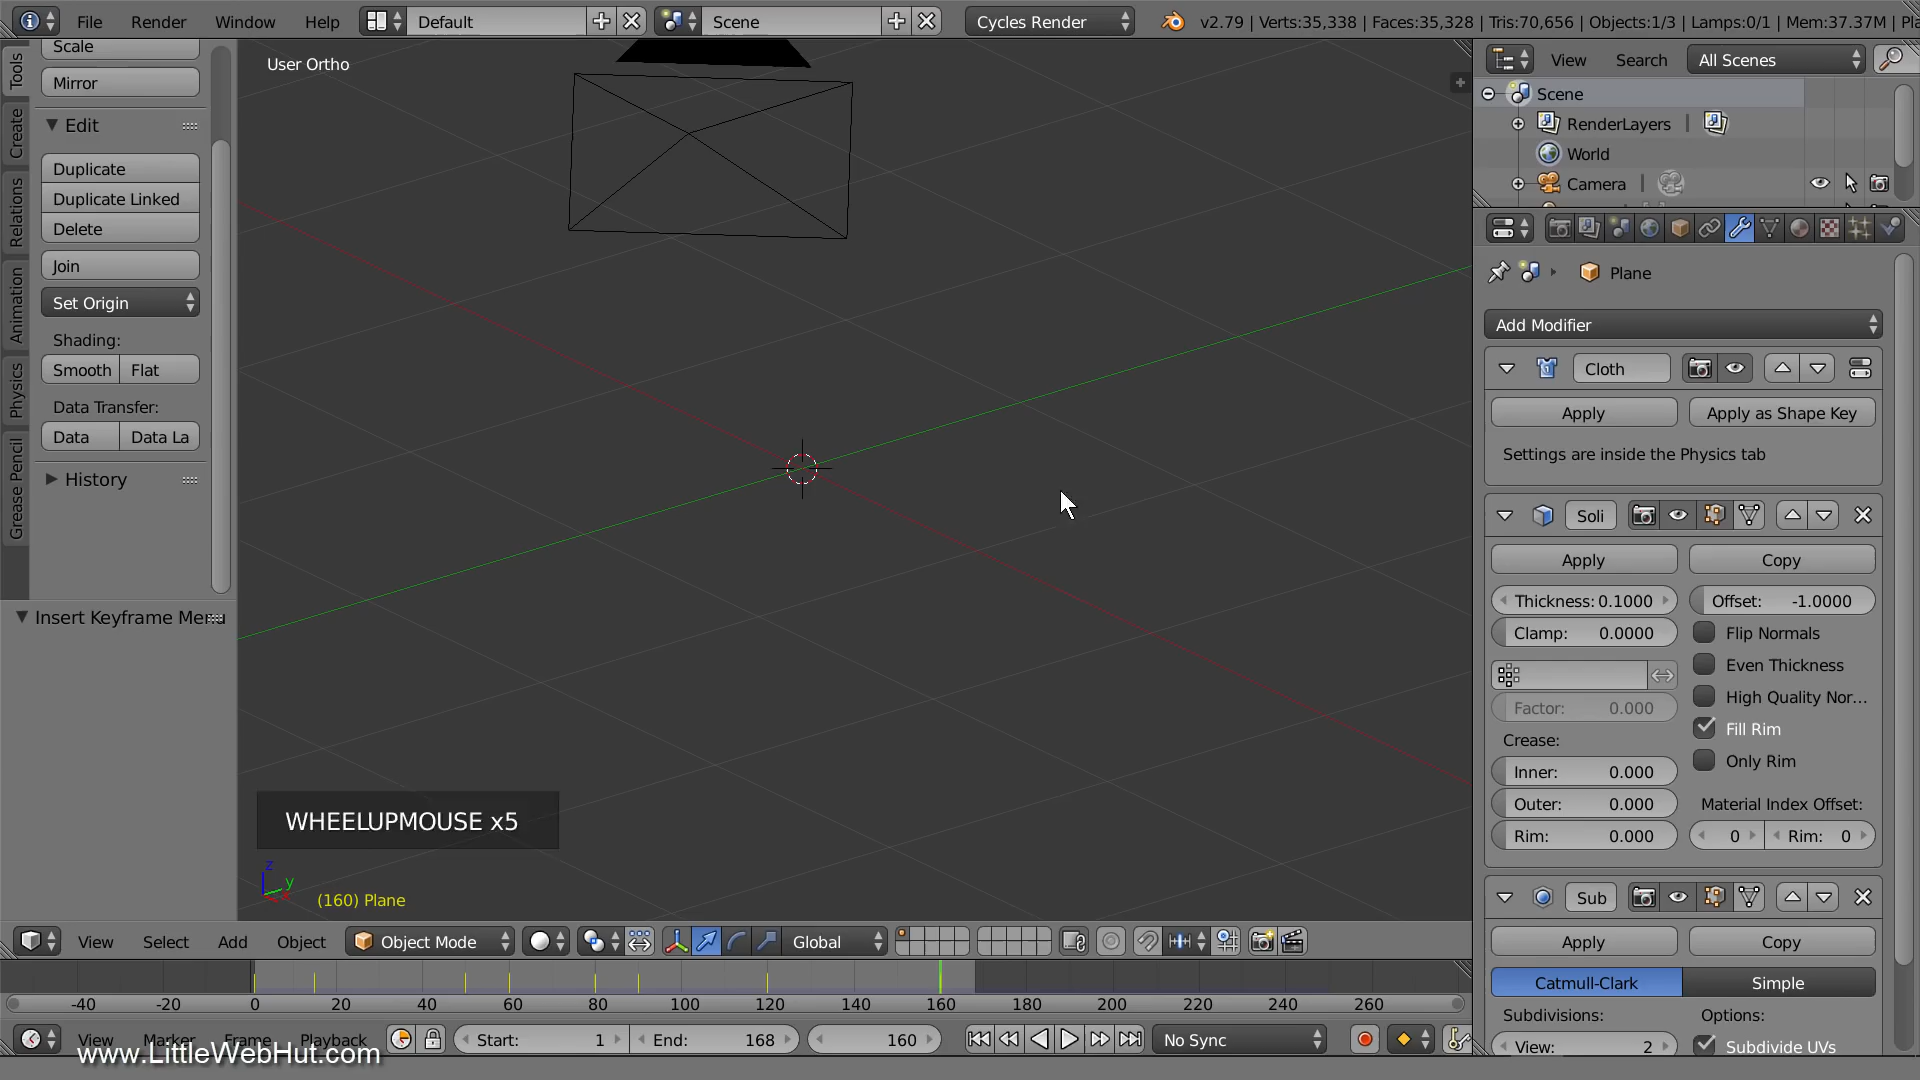 File Render Window Help Default Scene Cycles Render v2.79 | Verts:35,338 | Faces:35,328 | Tris:70,656 | Objects:1/3 | Lamps:0/1 | Mem:37.37M |
Tools
Create
Relations
Animation
Physics
Grease Pencil
Scale
Mirror
Edit
Duplicate
Duplicate Linked
Delete
Join
Set Origin
Shading:
Smooth Flat
Data Transfer:
Data Data La
History
Insert Keyframe Menu
User Ortho
WHEELUPMOUSE x5
z
y
(160) Plane
View Search All Scenes
Scene
RenderLayers
World
Camera
Plane
Add Modifier
Cloth
Apply Apply as Shape Key
Settings are inside the Physics tab
Soli
Apply Copy
Thickness: 0.1000 Offset: -1.0000
Clamp: 0.0000 Flip Normals
Even Thickness
High Quality Nor...
Factor: 0.000
Fill Rim
Crease:
Only Rim
Inner: 0.000
Outer: 0.000 Material Index Offset:
Rim: 0.000 0 Rim: 0
Sub
Apply Copy
Catmull-Clark Simple
Subdivisions: Options:
View: 2 Subdivide UVs
View Select Add Object Object Mode Global
-40 -20 0 20 40 60 80 100 120 140 160 180 200 220 240 260
View Marker Frame Playback Start: 1 End: 168 160 No Sync
www.LittleWebHut.com